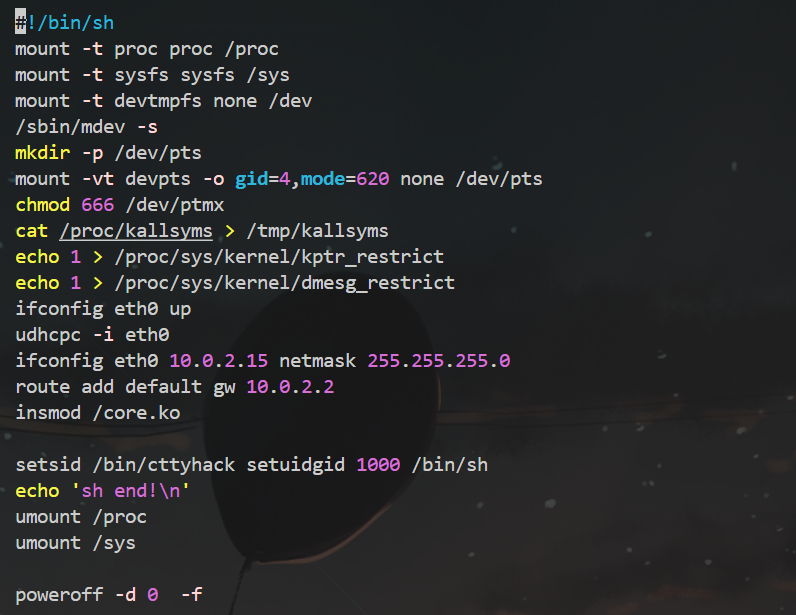 #!/bin/sh
mount -t proc proc /proc
mount -t sysfs sysfs /sys
mount -t devtmpfs none /dev
/sbin/mdev -s
mkdir -p /dev/pts
mount -vt devpts -o gid=4,mode=620 none /dev/pts
chmod 666 /dev/ptmx
cat /proc/kallsyms > /tmp/kallsyms
echo 1 > /proc/sys/kernel/kptr_restrict
echo 1 > /proc/sys/kernel/dmesg_restrict
ifconfig eth0 up
udhcpc -i eth0
ifconfig eth0 10.0.2.15 netmask 255.255.255.0
route add default gw 10.0.2.2
insmod /core.ko
setsid /bin/cttyhack setuidgid 1000 /bin/sh
echo 'sh end!\n'
umount /proc
umount /sys
poweroff -d 0  -f